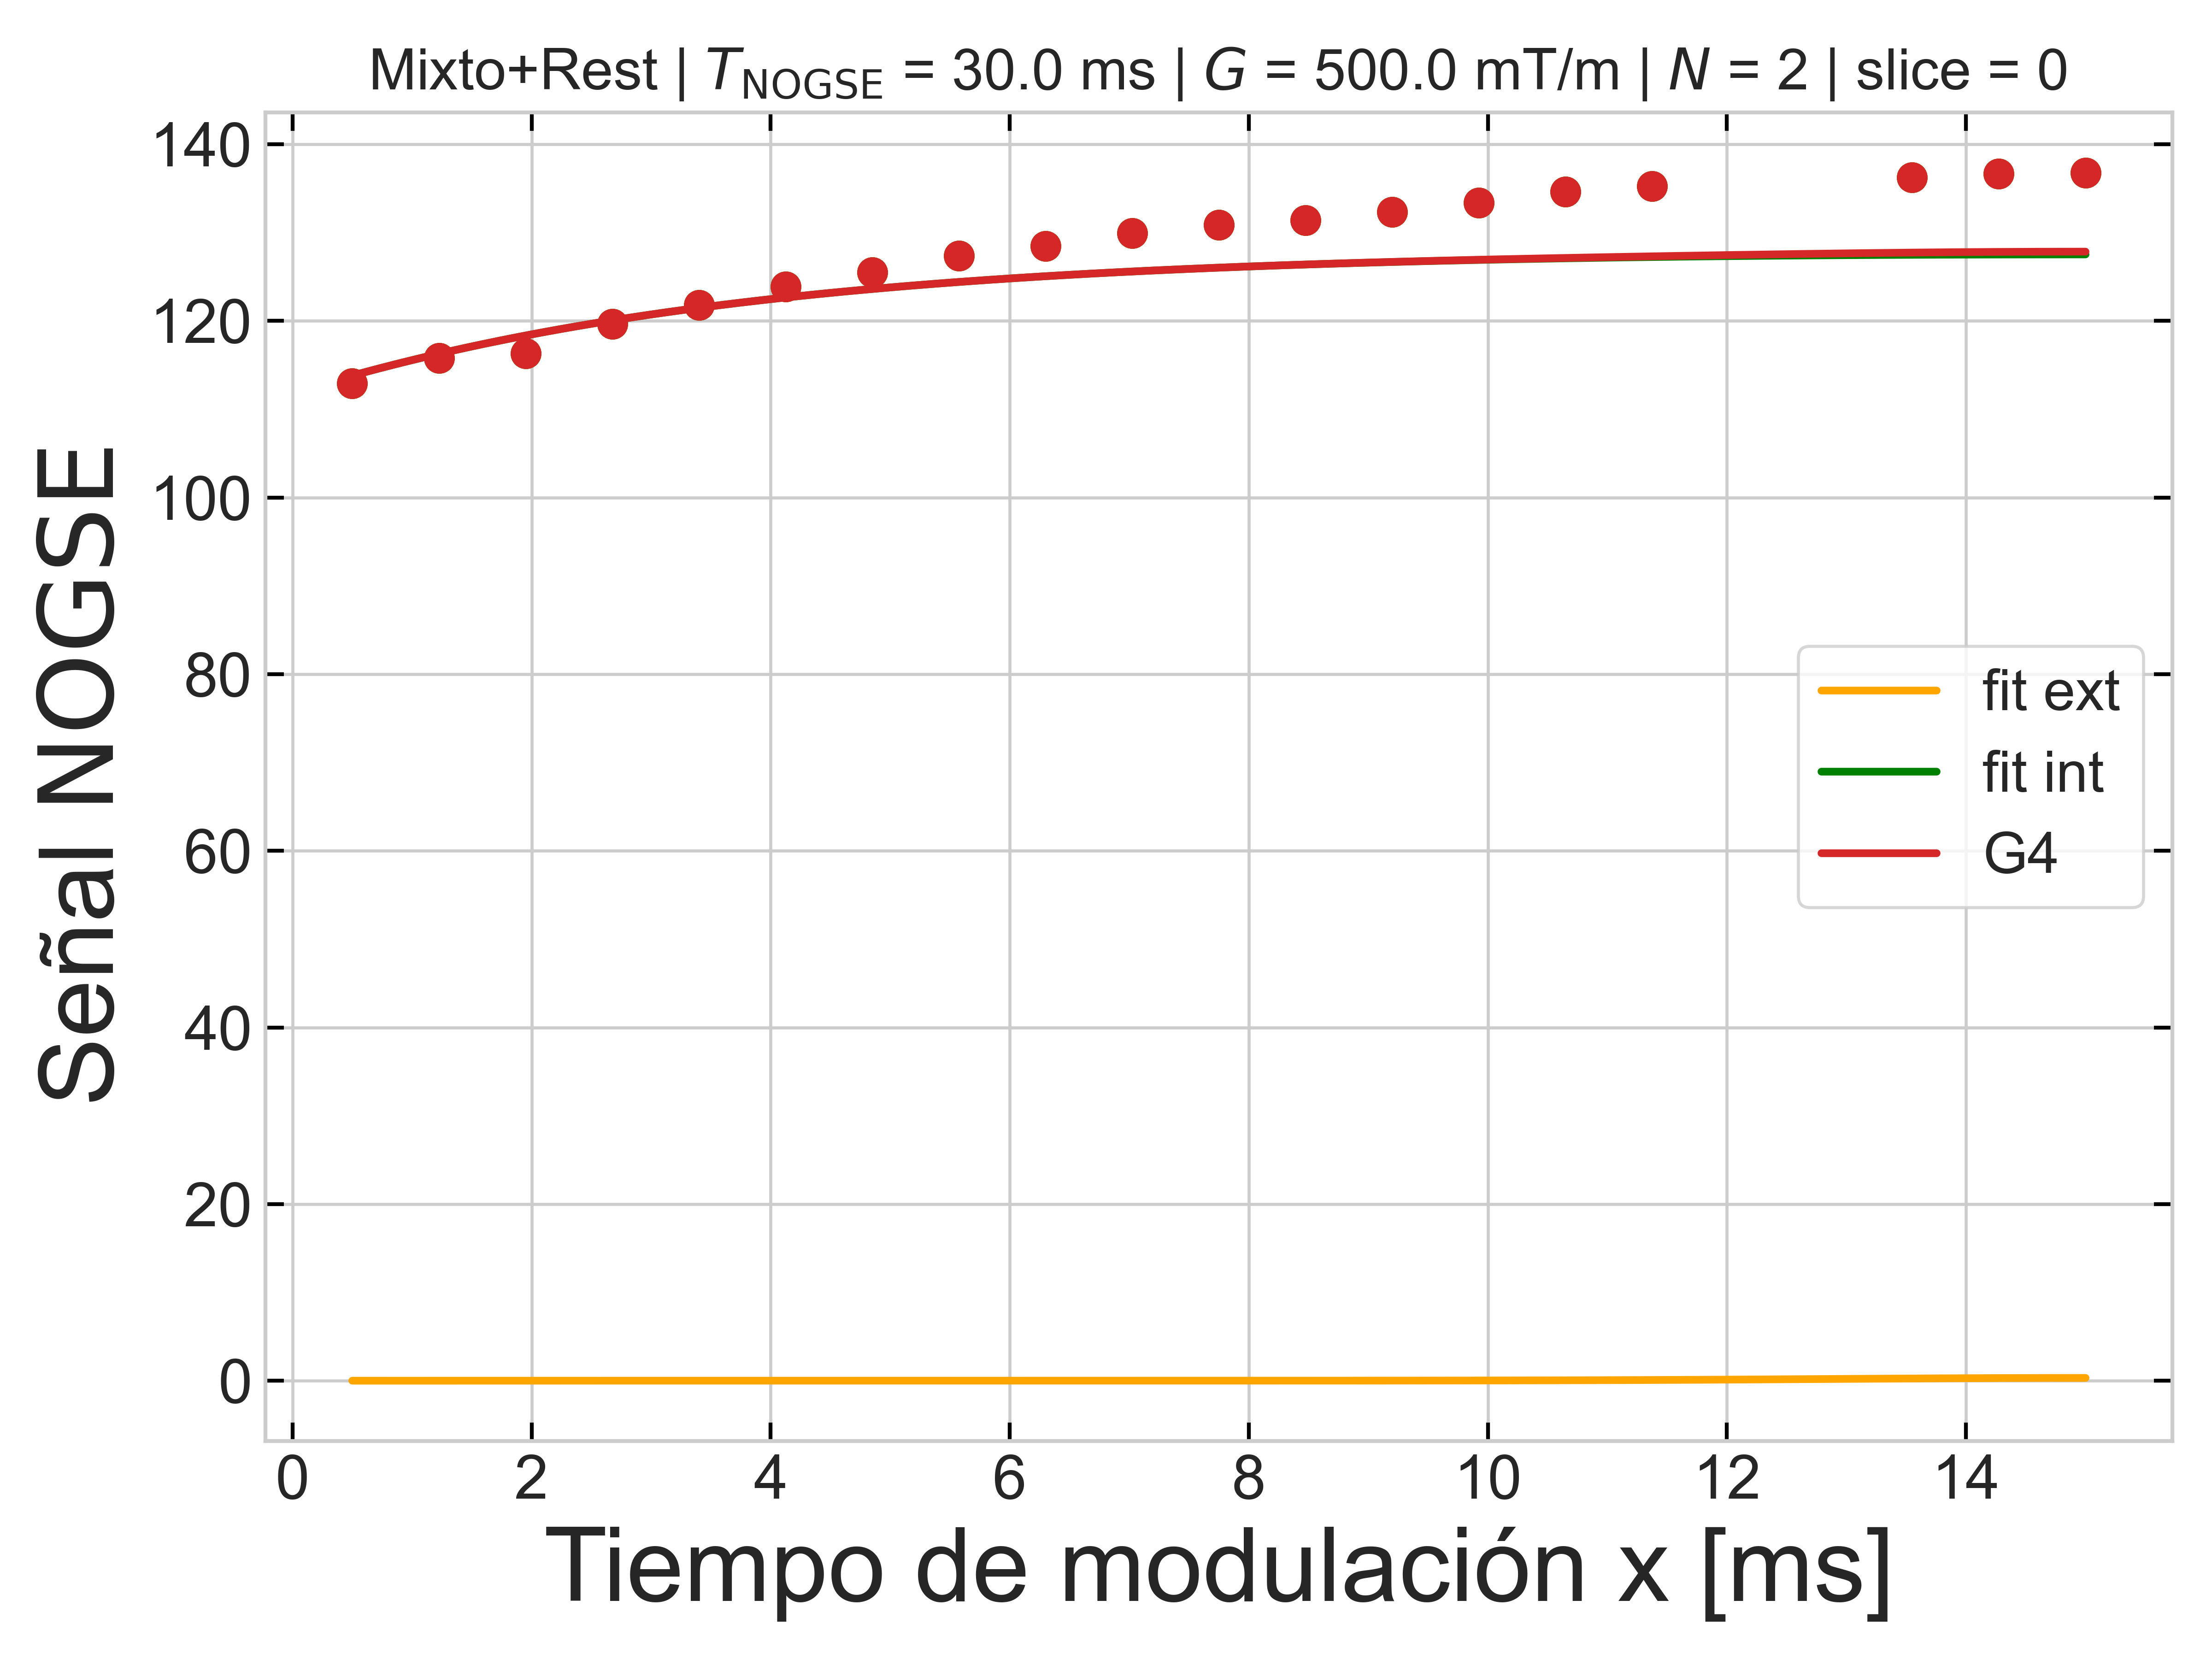 Mixto+Rest | T_NOGSE = 30.0 ms | G = 500.0 mT/m | N = 2 | slice = 0
140
120
100
80
60
40
20
0
Señal NOGSE
fit ext
fit int
G4
0 2 4 6 8 10 12 14
Tiempo de modulación x [ms]